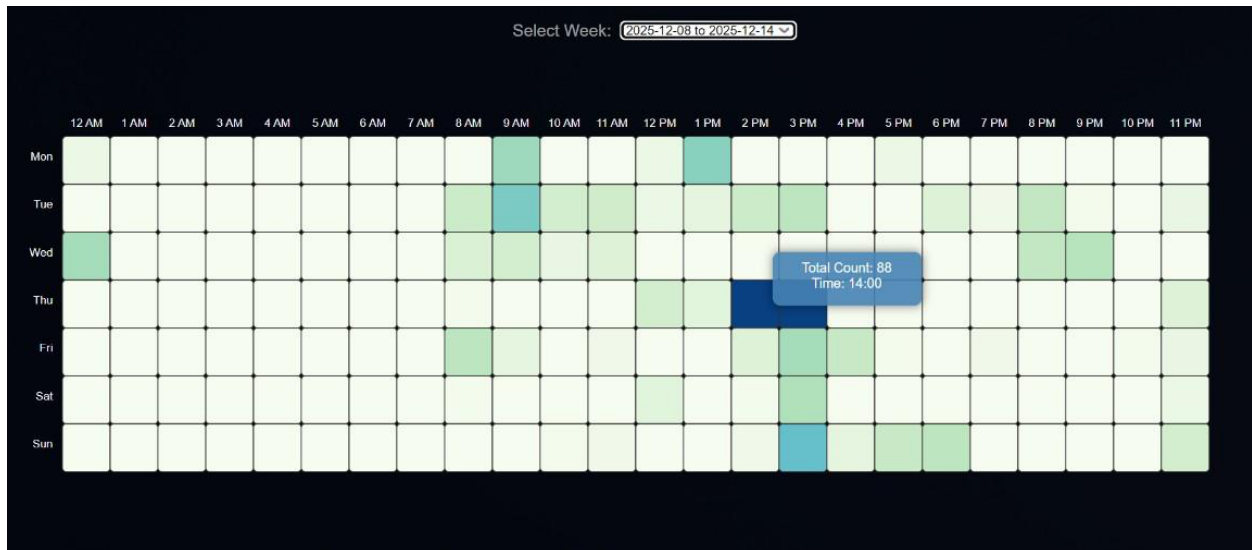 Select Week: 2025-12-08 to 2025-12-14
12 AM 1 AM 2 AM 3 AM 4 AM 5 AM 6 AM 7 AM 8 AM 9 AM 10 AM 11 AM 12 PM 1 PM 2 PM 3 PM 4 PM 5 PM 6 PM 7 PM 8 PM 9 PM 10 PM 11 PM
Mon
Tue
Wed
Total Count: 88
Time: 14:00
Thu
Fri
Sat
Sun